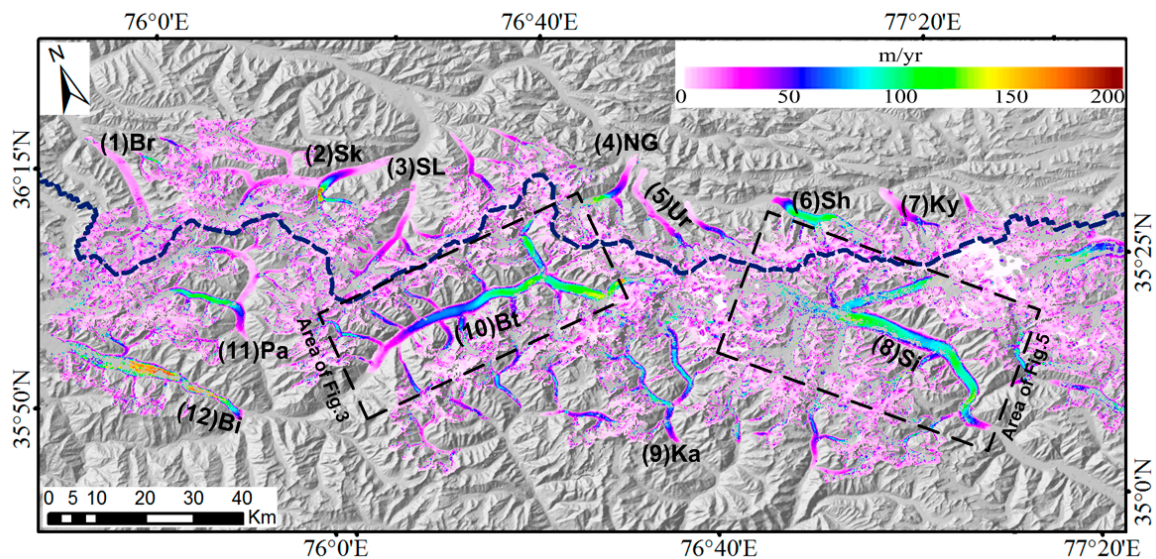 76°0'E 76°40'E 77°20'E
N
m/yr
0 50 100 150 200
(1)Br
(2)Sk
(3)SL
(4)NG
(5)Ur
(6)Sh
(7)Ky
36°15'N
35°25'N
(10)Bt
(11)Pa
Area of Fig.3
(8)Si
Area of Fig.5
(12)Bi
(9)Ka
35°50'N
35°0'N
0 5 10 20 30 40
Km
76°0'E 76°40'E 77°20'E